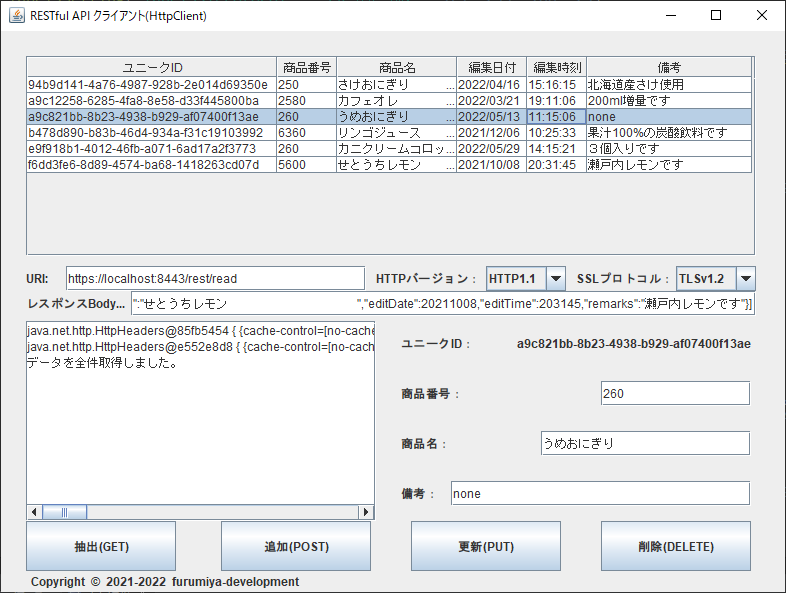 RESTful API クライアント(HttpClient)
ユニークID 商品番号 商品名 編集日付 編集時刻 備考
94b9d141-4a76-4987-928b-2e014d69350e 250 さけおにぎり ... 2022/04/16 15:16:15 北海道産さけ使用
a9c12258-6285-4fa8-8e58-d33f445800ba 2580 カフェオレ ... 2022/03/21 19:11:06 200ml増量です
a9c821bb-8b23-4938-b929-af07400f13ae 260 うめおにぎり ... 2022/05/13 11:15:06 none
b478d890-b83b-46d4-934a-f31c19103992 6360 リンゴジュース ... 2021/12/06 10:25:33 果汁100%の炭酸飲料です
e9f918b1-4012-46fb-a071-6ad17a2f3773 260 カニクリームコロッ... 2022/05/29 14:15:21 3個入りです
f6dd3fe6-8d89-4574-ba68-1418263cd07d 5600 せとうちレモン ... 2021/10/08 20:31:45 瀬戸内レモンです
URI: https://localhost:8443/rest/read HTTPバージョン： HTTP1.1 SSLプロトコル： TLSv1.2
レスポンスBody... ":"せとうちレモン ","editDate":20211008,"editTime":203145,"remarks":"瀬戸内レモンです"}]
java.net.http.HttpHeaders@85fb5454 { {cache-control=[no-cache
java.net.http.HttpHeaders@e552e8d8 { {cache-control=[no-cach
データを全件取得しました。
ユニークID： a9c821bb-8b23-4938-b929-af07400f13ae
商品番号： 260
商品名： うめおにぎり
備考： none
抽出(GET) 追加(POST) 更新(PUT) 削除(DELETE)
Copyright © 2021-2022 furumiya-development